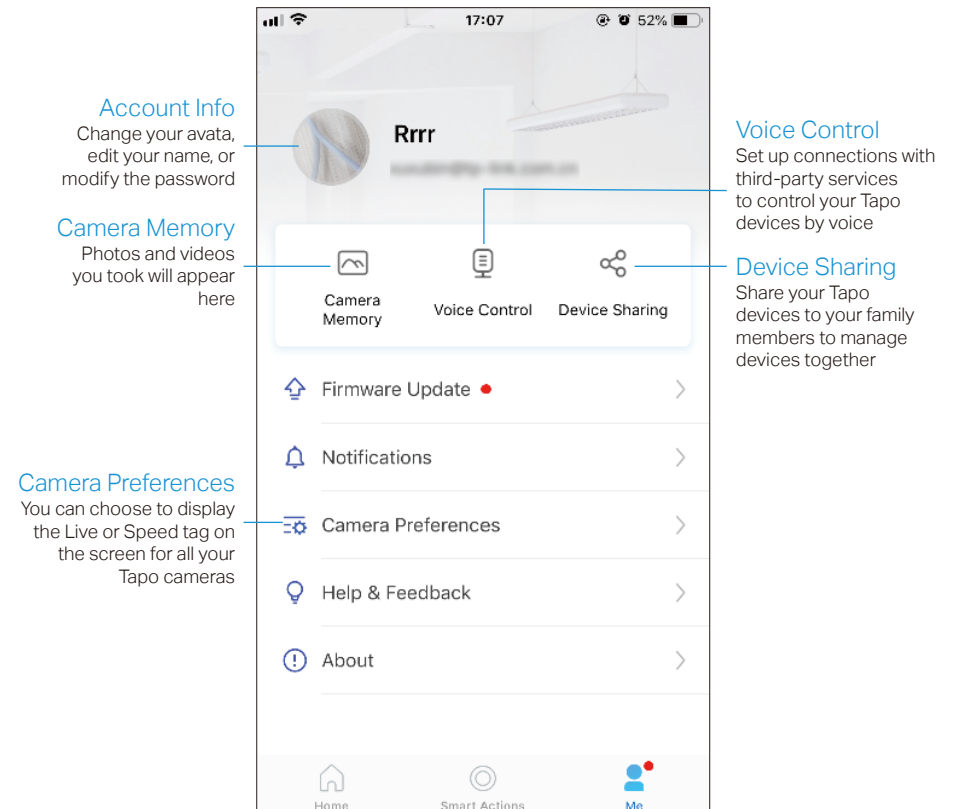 17:07
52%
Account Info
Change your avata,
edit your name, or
modify the password
Rrrr
Voice Control
Set up connections with
third-party services
to control your Tapo
devices by voice
Camera Memory
Photos and videos
you took will appear
here
Device Sharing
Share your Tapo
devices to your family
members to manage
devices together
Camera
Memory
Voice Control
Device Sharing
Firmware Update
Notifications
Camera Preferences
You can choose to display
the Live or Speed tag on
the screen for all your
Tapo cameras
Camera Preferences
Help & Feedback
About
Home
Smart Actions
Me